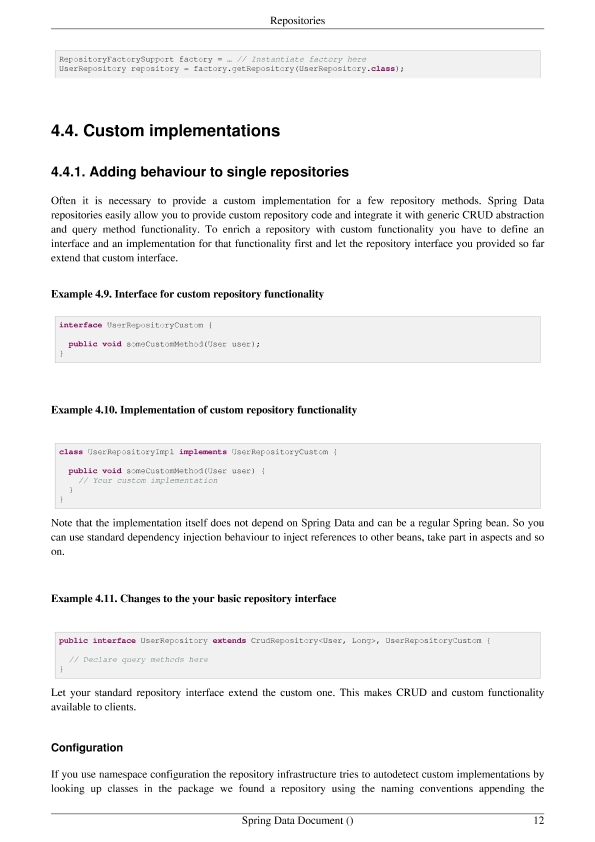 Repositories
RepositoryFactorySupport factory = … // Instantiate factory here
UserRepository repository = factory.getRepository(UserRepository.class);
4.4. Custom implementations
4.4.1. Adding behaviour to single repositories
Often it is necessary to provide a custom implementation for a few repository methods. Spring Data
repositories easily allow you to provide custom repository code and integrate it with generic CRUD abstraction
and query method functionality. To enrich a repository with custom functionality you have to define an
interface and an implementation for that functionality first and let the repository interface you provided so far
extend that custom interface.
Example 4.9. Interface for custom repository functionality
interface UserRepositoryCustom {
public void someCustomMethod(User user);
}
Example 4.10. Implementation of custom repository functionality
class UserRepositoryImpl implements UserRepositoryCustom {
public void someCustomMethod(User user) {
// Your custom implementation
}
}
Note that the implementation itself does not depend on Spring Data and can be a regular Spring bean. So you
can use standard dependency injection behaviour to inject references to other beans, take part in aspects and so
on.
Example 4.11. Changes to the your basic repository interface
public interface UserRepository extends CrudRepository<User, Long>, UserRepositoryCustom {
// Declare query methods here
}
Let your standard repository interface extend the custom one. This makes CRUD and custom functionality
available to clients.
Configuration
If you use namespace configuration the repository infrastructure tries to autodetect custom implementations by
looking up classes in the package we found a repository using the naming conventions appending the
Spring Data Document ()
12